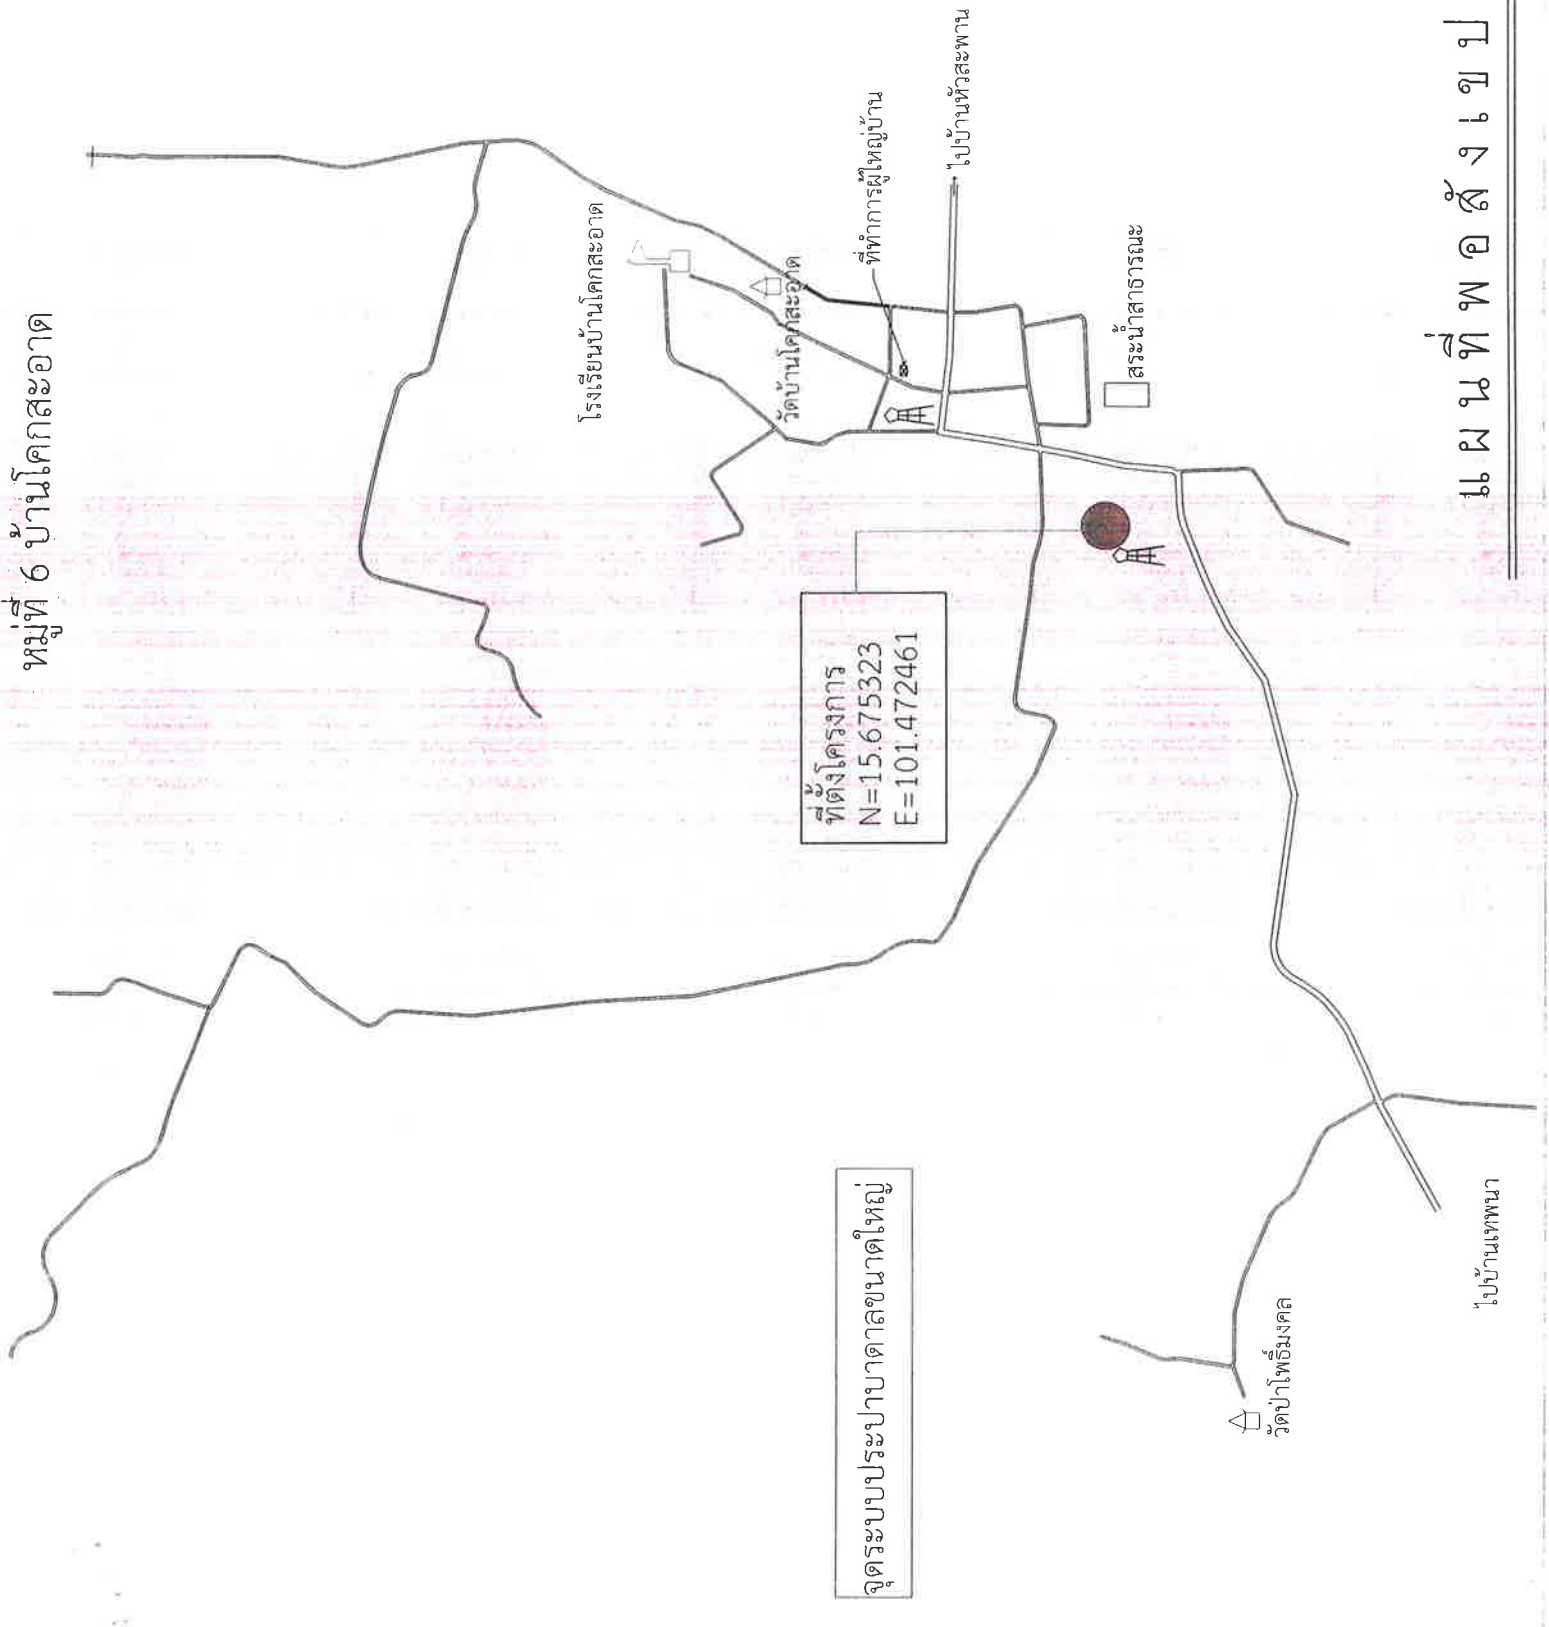 หมู่ที่ 6 บ้านโคกสะอาด
โรงเรียนบ้านโคกสะอาด
วัดบ้านโคกสะอาด
ที่ทำการผู้ใหญ่บ้าน
ไปบ้านหัวสะพาน
สระน้ำสาธารณะ
ที่ตั้งโครงการ
N=15.675323
E=101.472461
จุดระบบประปาบาดาลขนาดใหญ่
วัดป่าโพธิ์มงคล
ไปบ้านเทพนา
แผนที่พอสังเขป